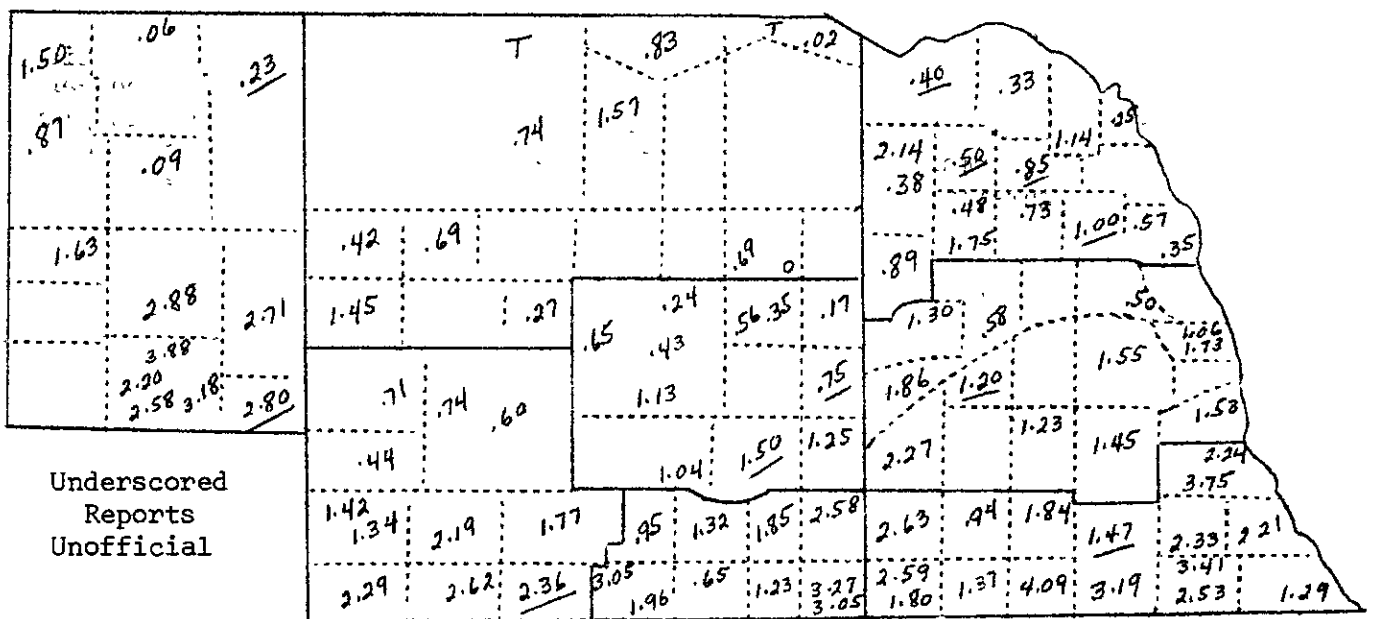 .06 T .83 T .02
1.50 .23 .40 .33
.87 .74 1.57 1.14 .25
.09 2.14 .50 .85
.38
.48 .73 1.00 .57
1.63 .42 .69 .69 0 .89 1.75 .35
2.88 2.71 1.45 .27 .24 .56 .35 .17 1.30 .58 .50
.65 .43 1.06
3.88 1.55 1.73
2.20 .71 .74 1.13 .75 1.86 1.20
2.58 3.18 2.80 .60 1.53
.44 1.04 1.50 1.25 2.27 1.23 1.45 2.24
3.75
Underscored
Reports
Unofficial
1.42
1.34 2.19 1.77 .95 1.32 1.85 2.58 2.63 .94 1.84 1.47 2.33 2.21
2.29 2.62 2.36 3.05 .65 1.23 3.27 2.59 1.37 4.09 3.19 3.41
1.96 3.05 1.80 2.53 1.29